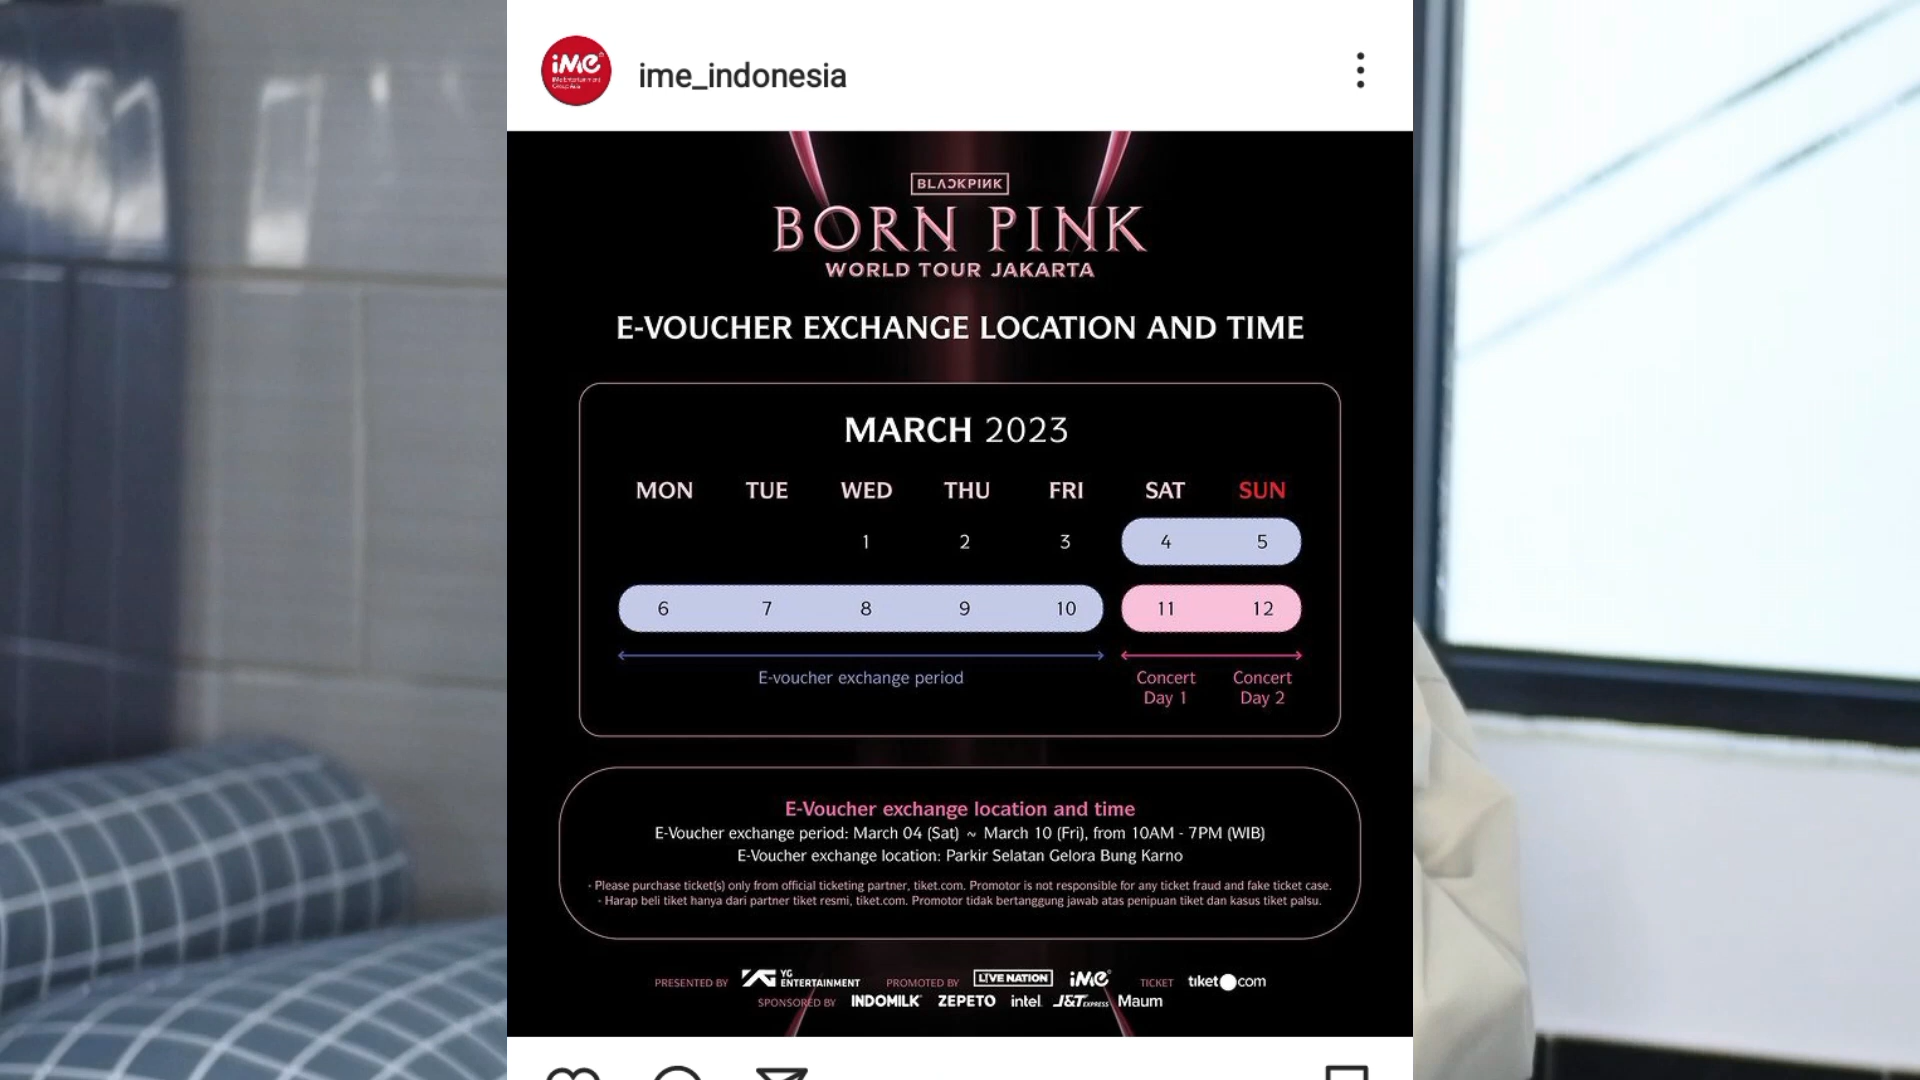 iMe
ime_indonesia
BLACKPINK
BORN PINK
WORLD TOUR JAKARTA
E-VOUCHER EXCHANGE LOCATION AND TIME
MARCH 2023
MON TUE WED THU FRI SAT SUN
1 2 3 4 5
6 7 8 9 10 11 12
E-voucher exchange period
Concert Day 1
Concert Day 2
E-Voucher exchange location and time
E-Voucher exchange period: March 04 (Sat) ~ March 10 (Fri), from 10AM - 7PM (WIB)
E-Voucher exchange location: Parkir Selatan Gelora Bung Karno
- Please purchase ticket(s) only from official ticketing partner, tiket.com. Promotor is not responsible for any ticket fraud and fake ticket case.
- Harap beli tiket hanya dari partner tiket resmi, tiket.com. Promotor tidak bertanggung jawab atas penipuan tiket dan kasus tiket palsu.
PRESENTED BY YG ENTERTAINMENT PROMOTED BY LIVE NATION iMe TICKET tiket.com
SPONSORED BY INDOMILK ZEPETO intel J&T EXPRESS Maum